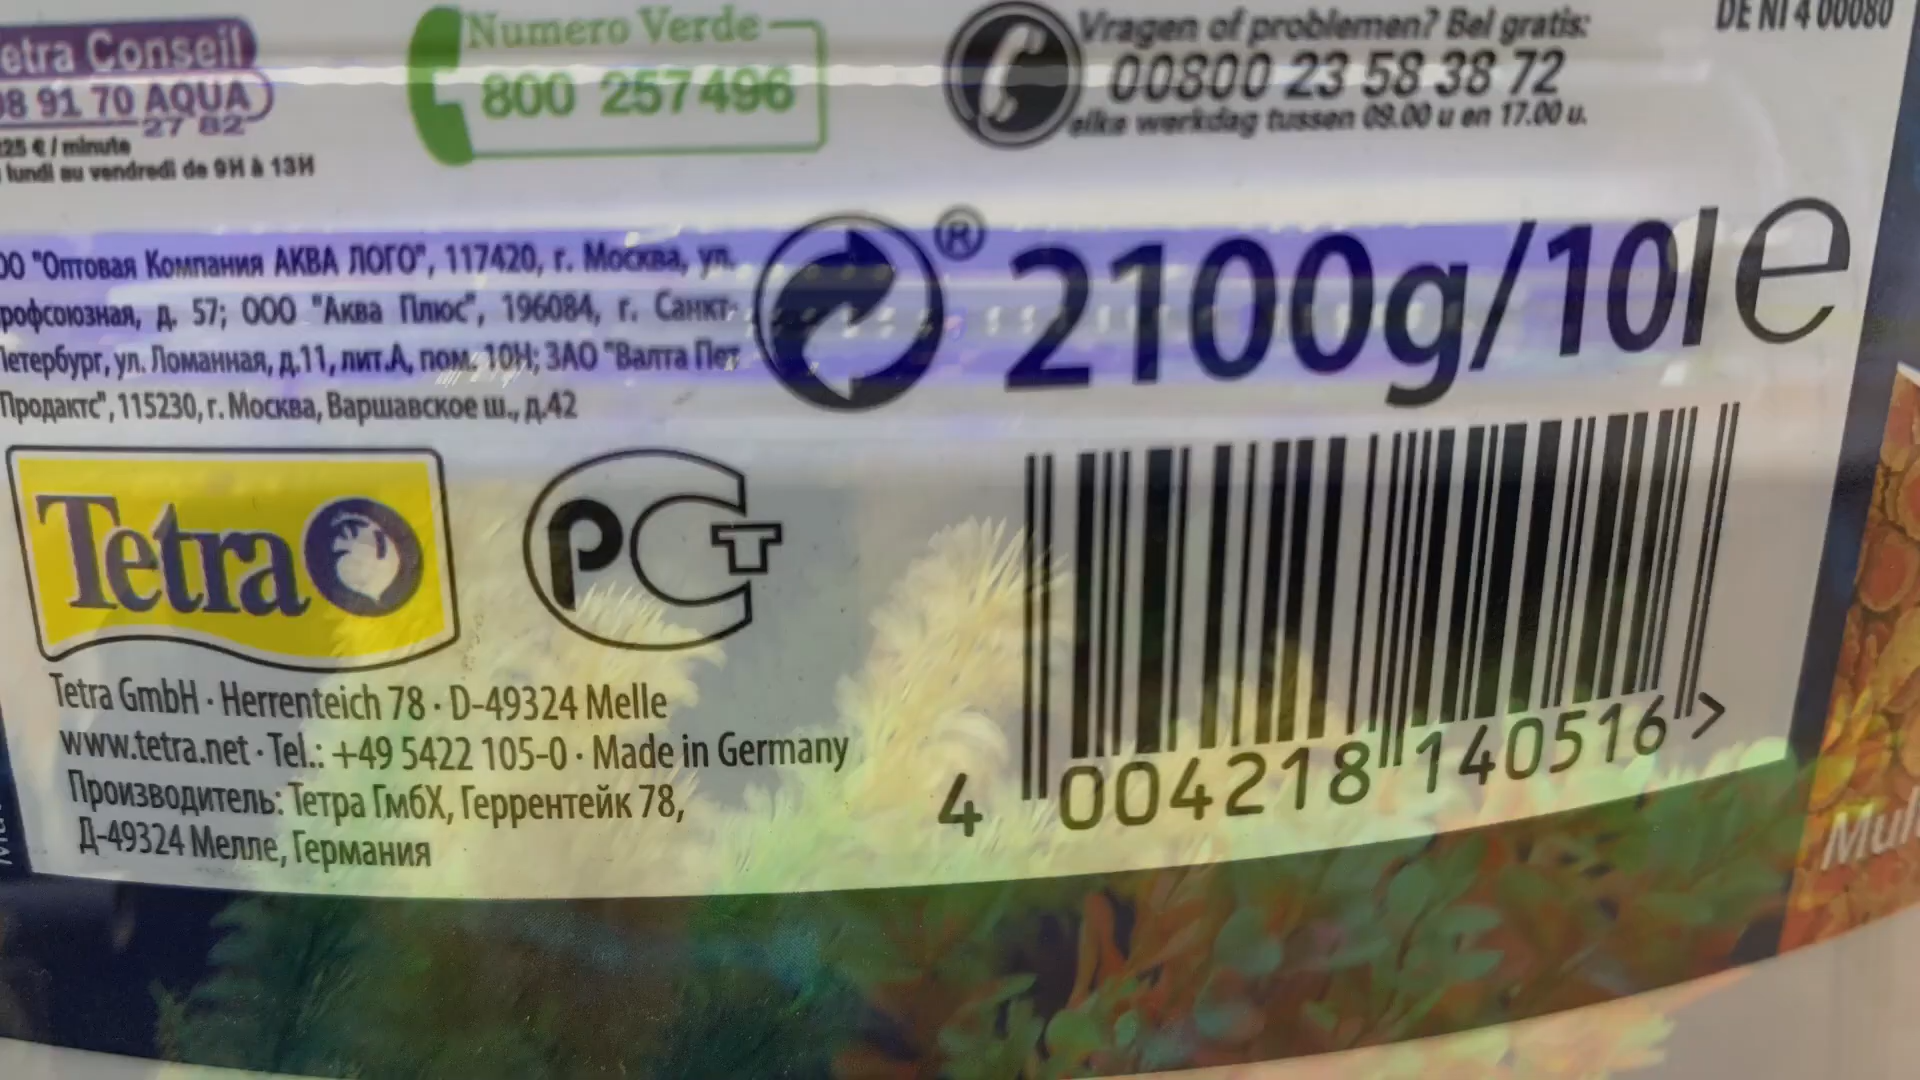 etra Conseil
08 91 70 AQUA
27 82
25 € / minute
lundi au vendredi de 9H à 13H
Numero Verde
800 257496
Vragen of problemen? Bel gratis:
00800 23 58 38 72
elke werkdag tussen 09.00 u en 17.00 u.
DE NI 4 00080
ОО "Оптовая Компания АКВА ЛОГО", 117420, г. Москва, ул.
рофсоюзная, д. 57; ООО "Аква Плюс", 196084, г. Санкт-
Петербург, ул. Ломанная, д.11, лит.А, пом. 10Н; ЗАО "Валта Пет
Продактс", 115230, г. Москва, Варшавское ш., д.42
® 2100g/10l e
Tetra
РСТ
Tetra GmbH · Herrenteich 78 · D-49324 Melle
www.tetra.net · Tel.: +49 5422 105-0 · Made in Germany
Производитель: Тетра ГмбХ, Геррентейк 78,
Д-49324 Мелле, Германия
4 004218 140516 >
Mul